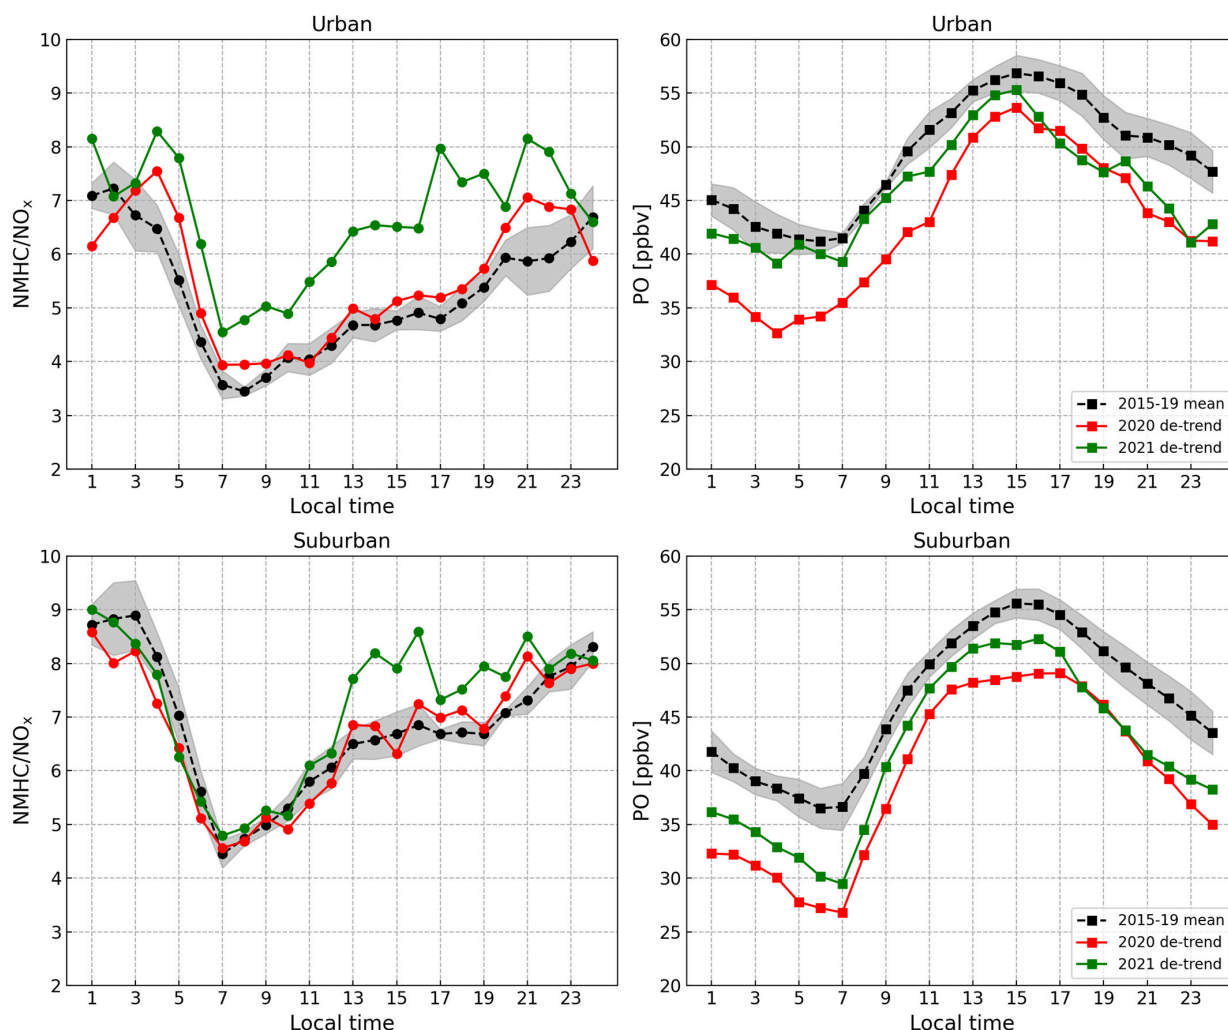 Urban
10
9
8
7
6
5
4
3
2
NMHC/NOₓ
1 3 5 7 9 11 13 15 17 19 21 23
Local time
Urban
60
55
50
45
40
35
30
25
20
PO [ppbv]
2015-19 mean
2020 de-trend
2021 de-trend
1 3 5 7 9 11 13 15 17 19 21 23
Local time
Suburban
10
9
8
7
6
5
4
3
2
NMHC/NOₓ
1 3 5 7 9 11 13 15 17 19 21 23
Local time
Suburban
60
55
50
45
40
35
30
25
20
PO [ppbv]
2015-19 mean
2020 de-trend
2021 de-trend
1 3 5 7 9 11 13 15 17 19 21 23
Local time